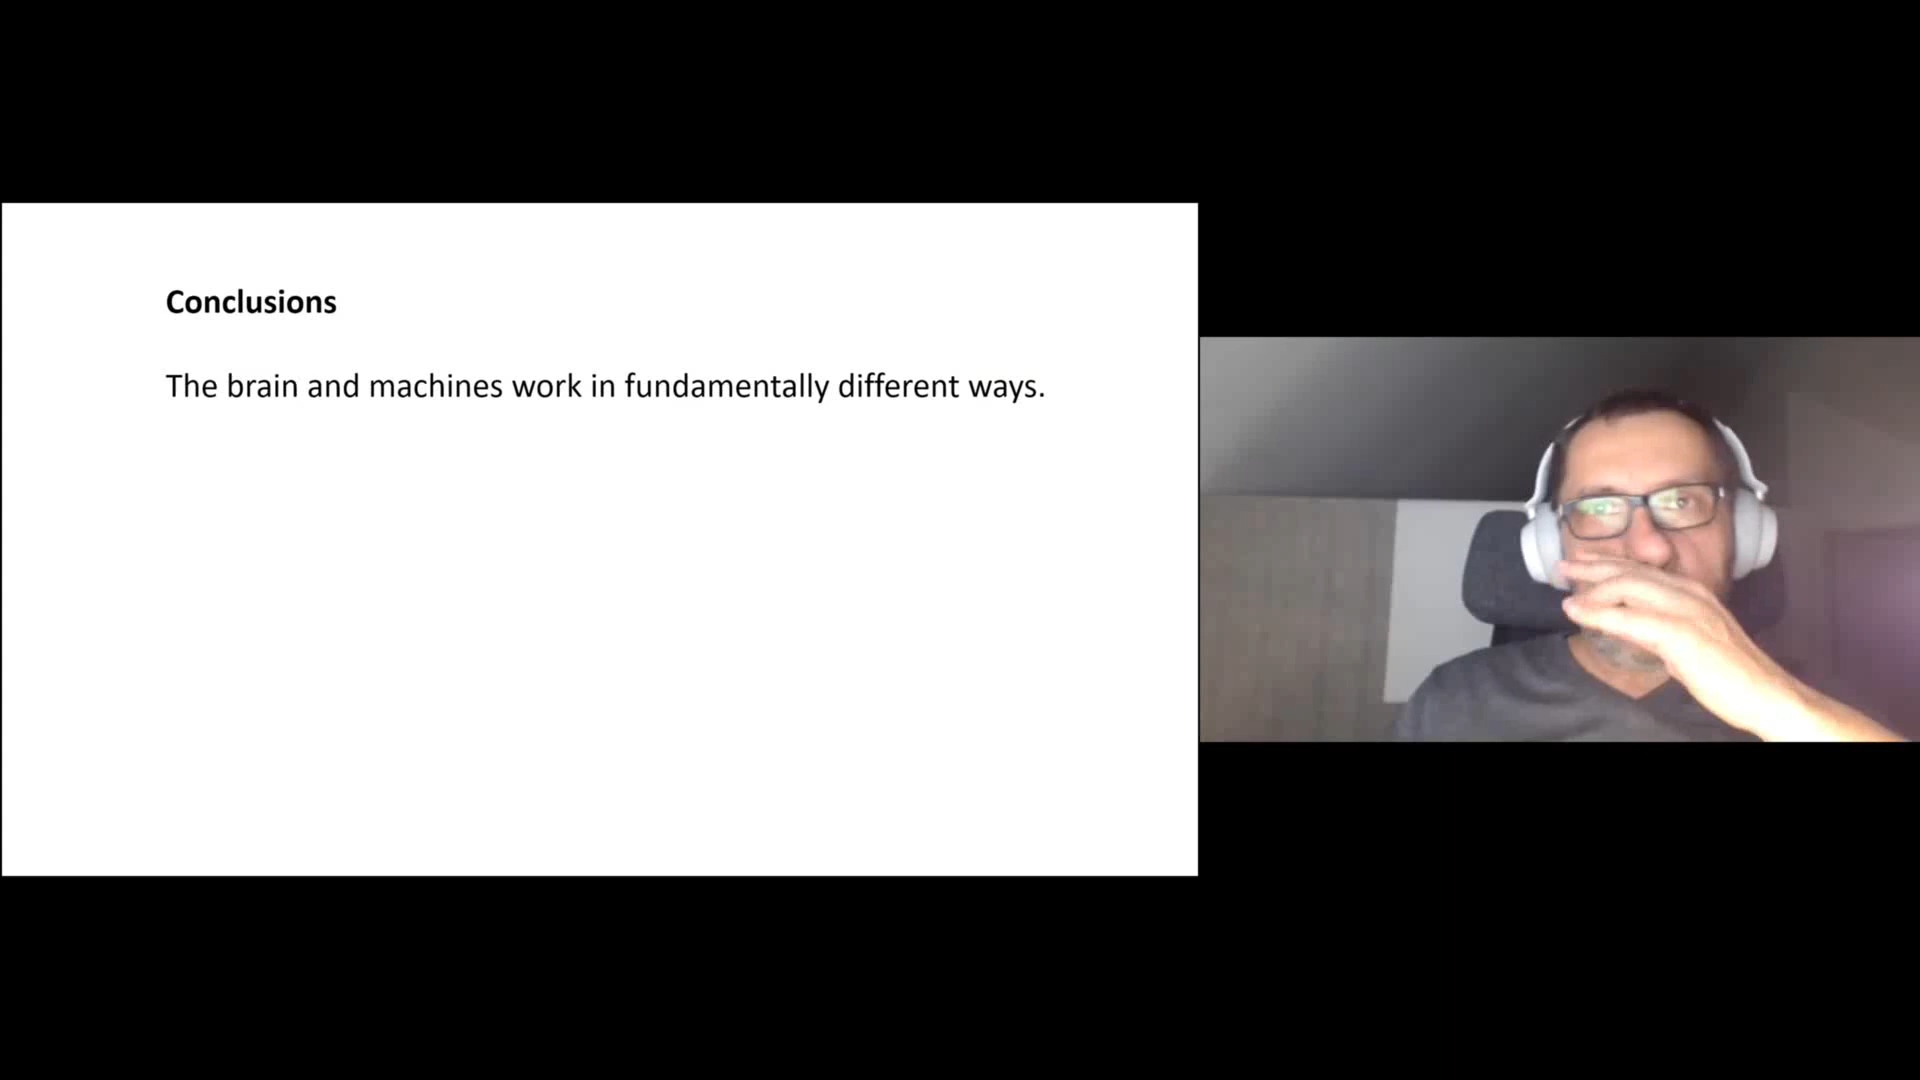 Conclusions
The brain and machines work in fundamentally different ways.